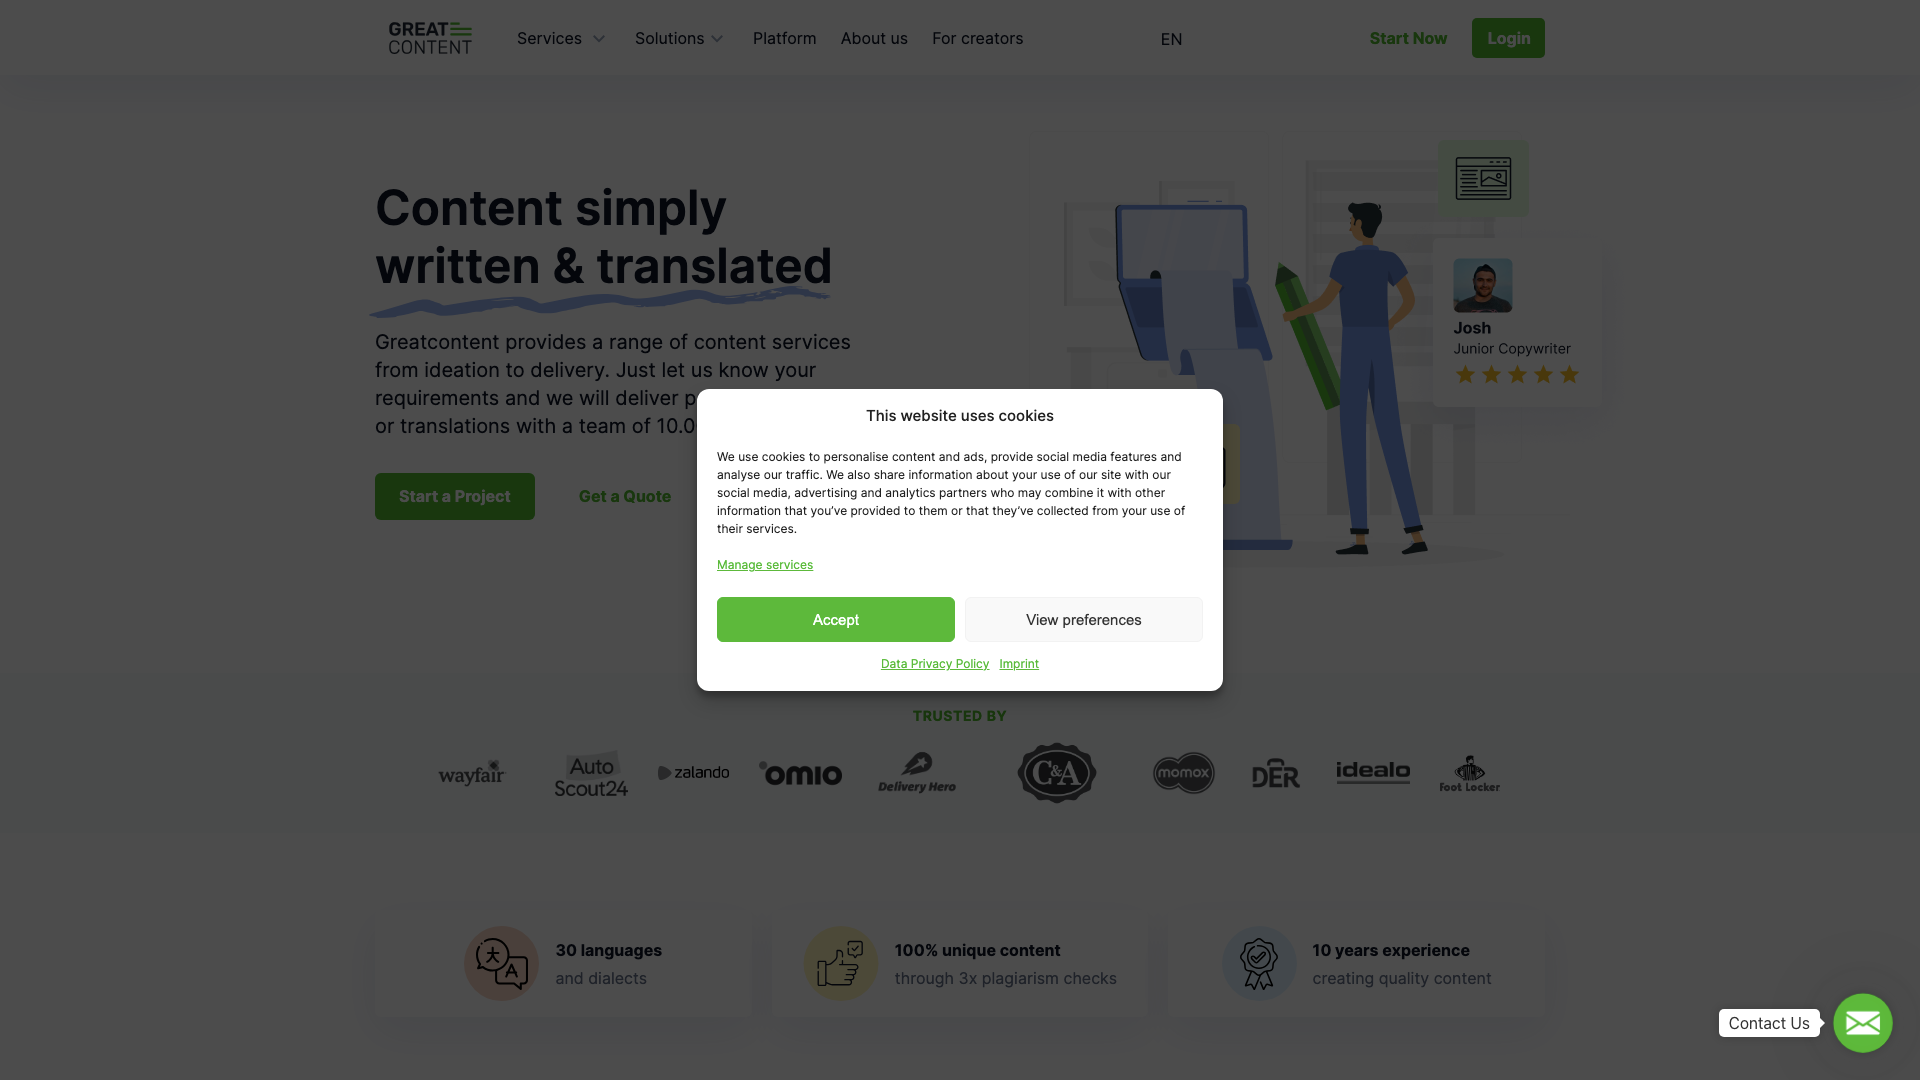 GREAT
CONTENT
Services
Solutions
Platform
About us
For creators
EN
Start Now
Login
Content simply
written & translated
Greatcontent provides a range of content services
from ideation to delivery. Just let us know your
requirements and we will deliver
or translations with a team of 10.0
Start a Project
Get a Quote
Josh
Junior Copywriter
This website uses cookies
We use cookies to personalise content and ads, provide social media features and
analyse our traffic. We also share information about your use of our site with our
social media, advertising and analytics partners who may combine it with other
information that you’ve provided to them or that they’ve collected from your use of
their services.
Manage services
Accept
View preferences
Data Privacy Policy
Imprint
TRUSTED BY
wayfair
Auto
Scout24
zalando
omio
Delivery Hero
C&A
momox
DER
idealo
Foot Locker
30 languages
and dialects
100% unique content
through 3x plagiarism checks
10 years experience
creating quality content
Contact Us